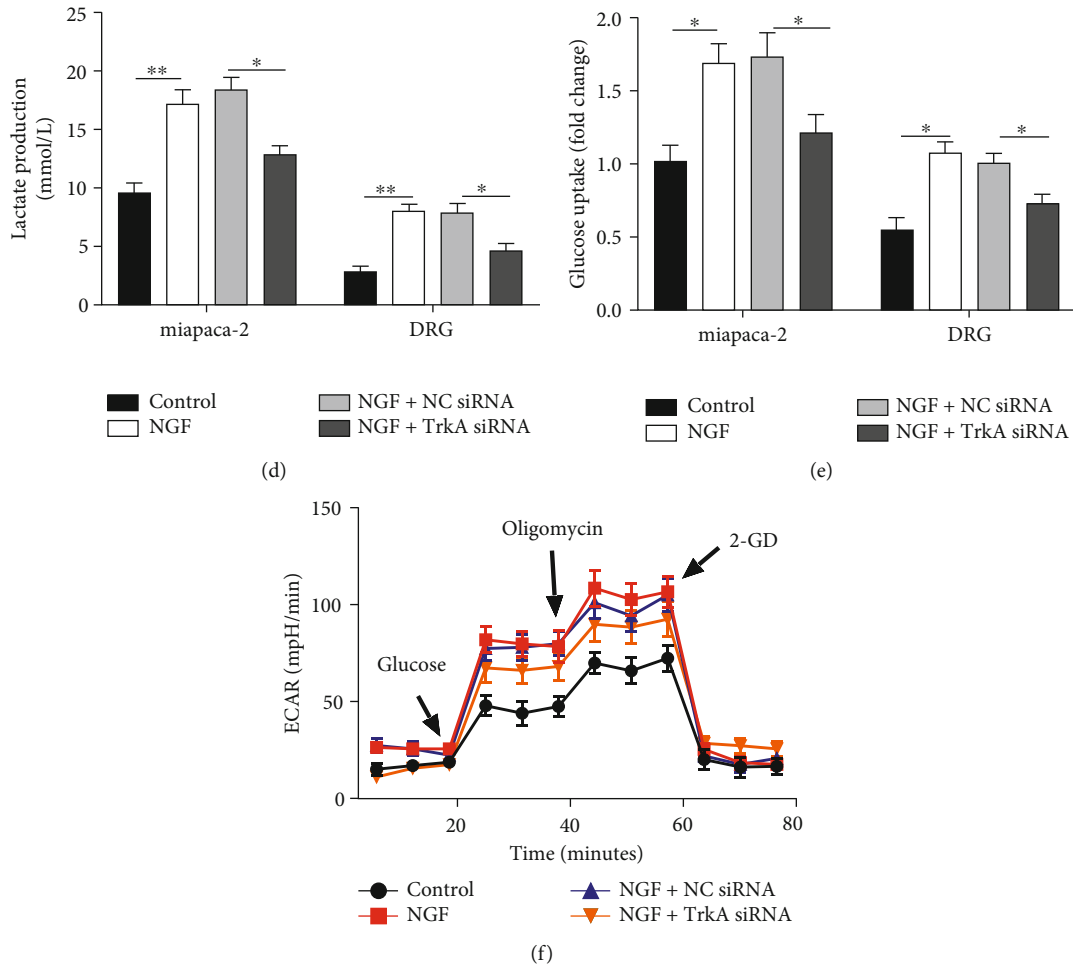 25
20
15
10
5
0
Lactate production
(mmol/L)
**
*
**
*
miapaca-2
DRG
Control
NGF
NGF + NC siRNA
NGF + TrkA siRNA
(d)
2.0
1.5
1.0
0.5
0.0
Glucose uptake (fold change)
*
*
*
*
miapaca-2
DRG
Control
NGF
NGF + NC siRNA
NGF + TrkA siRNA
(e)
150
100
50
0
ECAR (mpH/min)
Glucose
Oligomycin
2-GD
20
40
60
80
Time (minutes)
Control
NGF
NGF + NC siRNA
NGF + TrkA siRNA
(f)